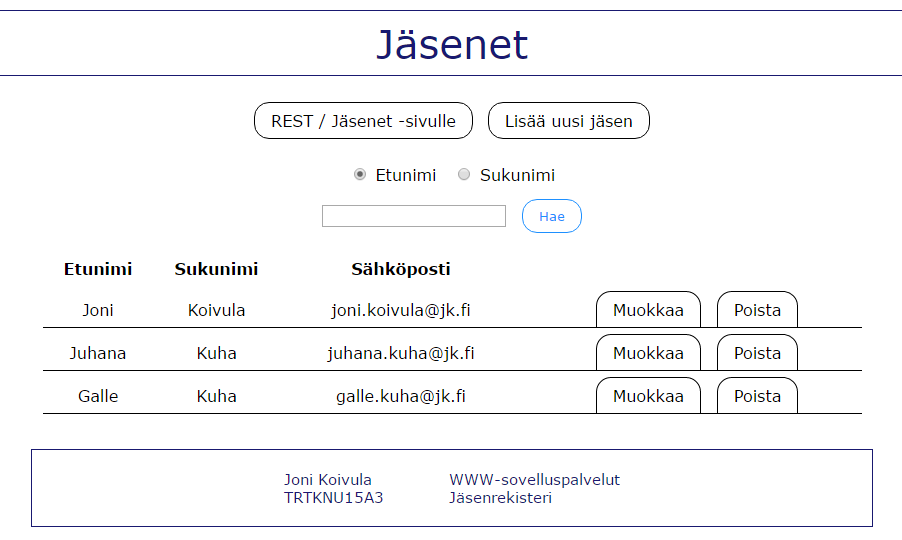 Jäsenet
REST / Jäsenet -sivulle Lisää uusi jäsen
Etunimi Sukunimi
Hae
Etunimi Sukunimi Sähköposti
Joni Koivula joni.koivula@jk.fi Muokkaa Poista
Juhana Kuha juhana.kuha@jk.fi Muokkaa Poista
Galle Kuha galle.kuha@jk.fi Muokkaa Poista
Joni Koivula WWW-sovelluspalvelut
TRTKNU15A3 Jäsenrekisteri